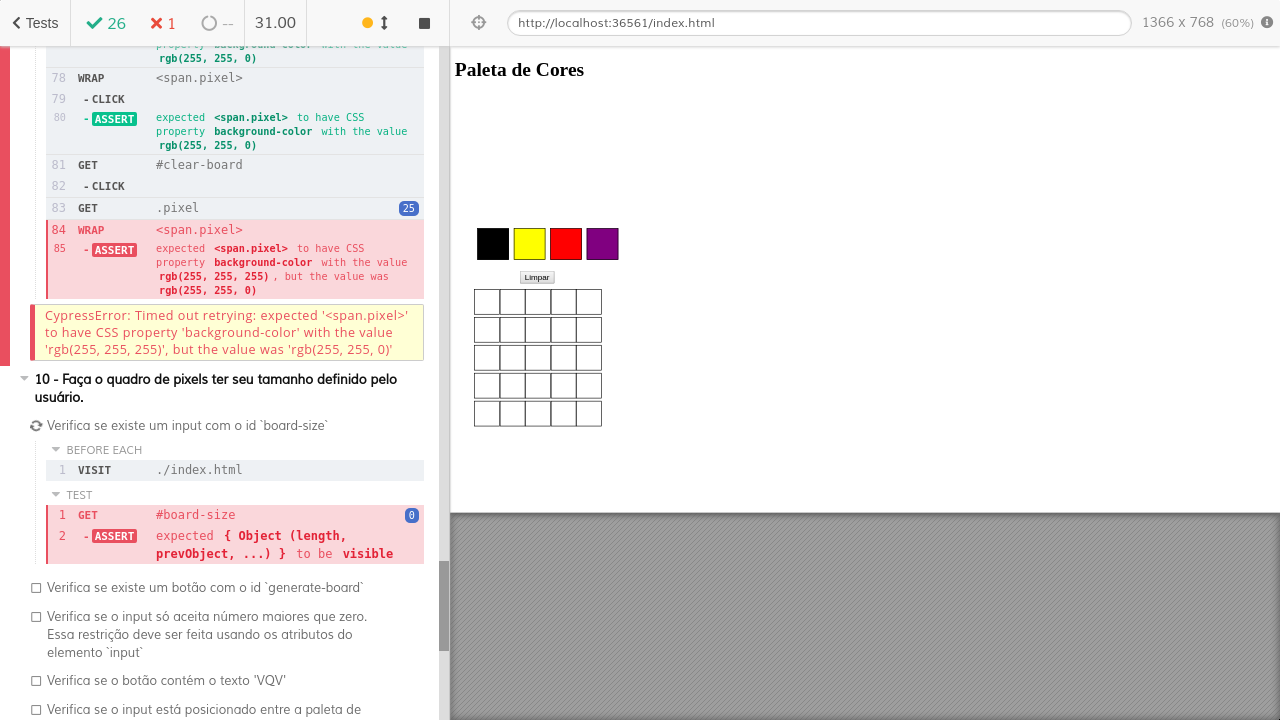 Tests
26
1
--
31.00
http://localhost:36561/index.html
1366 x 768 (60%)
property background-color with the value
rgb(255, 255, 0)
78 WRAP <span.pixel>
79 - CLICK
80 - ASSERT expected <span.pixel> to have CSS
property background-color with the value
rgb(255, 255, 0)
81 GET #clear-board
82 - CLICK
83 GET .pixel 25
84 WRAP <span.pixel>
85 - ASSERT expected <span.pixel> to have CSS
property background-color with the value
rgb(255, 255, 255) , but the value was
rgb(255, 255, 0)
CypressError: Timed out retrying: expected '<span.pixel>'
to have CSS property 'background-color' with the value
'rgb(255, 255, 255)', but the value was 'rgb(255, 255, 0)'
10 - Faça o quadro de pixels ter seu tamanho definido pelo
usuário.
Verifica se existe um input com o id `board-size`
BEFORE EACH
1 VISIT ./index.html
TEST
1 GET #board-size 0
2 - ASSERT expected { Object (length,
prevObject, ...) } to be visible
Verifica se existe um botão com o id `generate-board`
Verifica se o input só aceita número maiores que zero.
Essa restrição deve ser feita usando os atributos do
elemento `input`
Verifica se o botão contém o texto 'VQV'
Verifica se o input está posicionado entre a paleta de
Paleta de Cores
Limpar